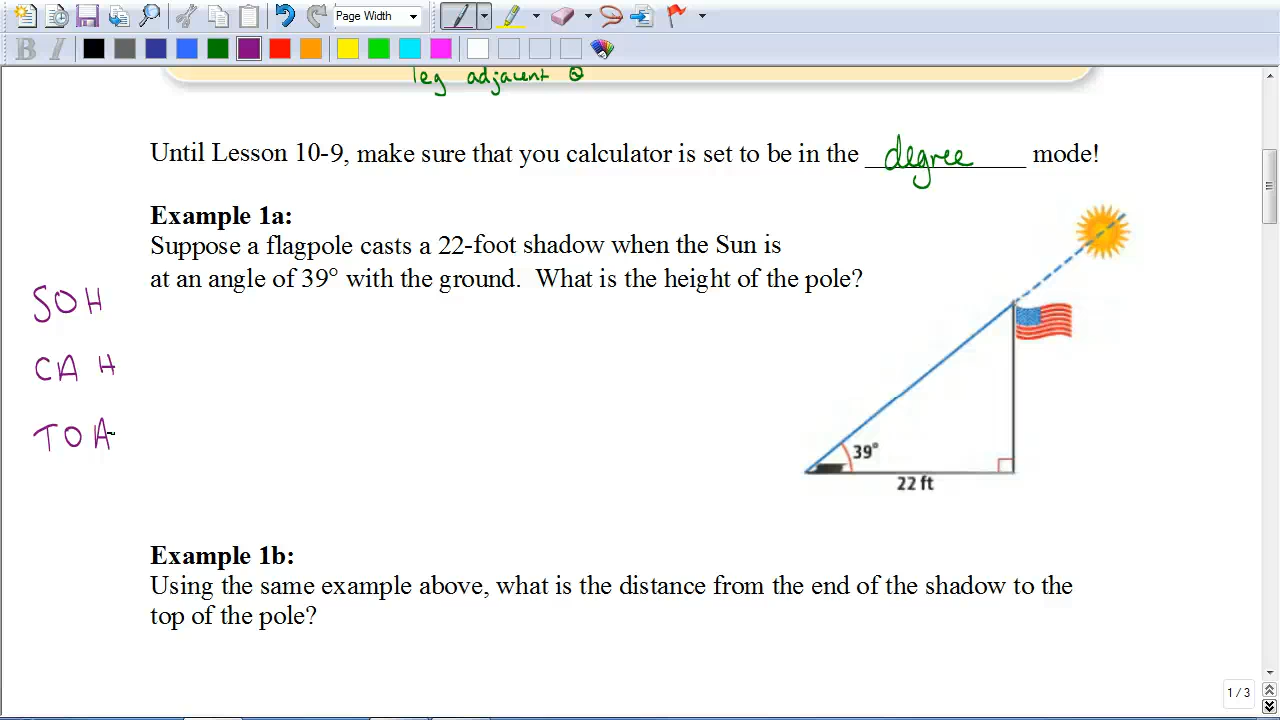 Page Width
B I
leg adjacent θ
Until Lesson 10-9, make sure that you calculator is set to be in the degree mode!
Example 1a:
Suppose a flagpole casts a 22-foot shadow when the Sun is
at an angle of 39° with the ground. What is the height of the pole?
SOH
CAH
TOA
39°
22 ft
Example 1b:
Using the same example above, what is the distance from the end of the shadow to the
top of the pole?
1 / 3